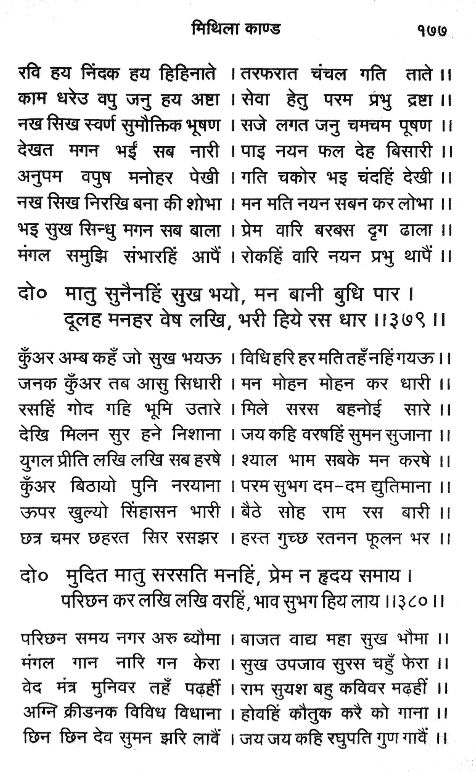 मिथिला काण्ड १७७
रवि हय निंदक हय हिहिनाते । तरफरात चंचल गति ताते ।।
काम धरेउ वपु जनु हय अष्टा । सेवा हेतु परम प्रभु द्रष्टा ।।
नख सिख स्वर्ण सुमौक्तिक भूषण । सजे लगत जनु चमचम पूषण ।।
देखत मगन भईं सब नारी । पाइ नयन फल देह बिसारी ।।
अनुपम वपुष मनोहर पेखी । गति चकोर भइ चंदहिं देखी ।।
नख सिख निरखि बना की शोभा । मन मति नयन सबन कर लोभा ।।
भइ सुख सिन्धु मगन सब बाला । प्रेम वारि बरबस दृग ढाला ।।
मंगल समुझि संभारहिं आपैं । रोकहिं वारि नयन प्रभु थापैं ।।
दो० मातु सुनैनहिं सुख भयो, मन बानी बुधि पार ।
दूलह मनहर वेष लखि, भरी हिये रस धार ।।३७९ ।।
कुँअर अम्ब कहँ जो सुख भयऊ । विधि हरि हर मति तहँ नहिं गयऊ ।।
जनक कुँअर तब आसु सिधारी । मन मोहन मोहन कर धारी ।।
रसहिं गोद गहि भूमि उतारे । मिले सरस बहनोई सारे ।।
देखि मिलन सुर हने निशाना । जय कहि वरषहिं सुमन सुजाना ।।
युगल प्रीति लखि लखि सब हरषे । श्याल भाम सबके मन करषे ।।
कुँअर बिठायो पुनि नरयाना । परम सुभग दम-दम द्युतिमाना ।।
ऊपर खुल्यो सिंहासन भारी । बैठे सोह राम रस बारी ।।
छत्र चमर छहरत सिर रसझर । हस्त गुच्छ रतनन फूलन भर ।।
दो० मुदित मातु सरसति मनहिं, प्रेम न हृदय समाय ।
परिछन कर लखि लखि वरहिं, भाव सुभग हिय लाय ।।३८० ।।
परिछन समय नगर अरु ब्यौमा । बाजत वाद्य महा सुख भौमा ।।
मंगल गान नारि गन केरा । सुख उपजाव सुरस चहुँ फेरा ।।
वेद मंत्र मुनिवर तहँ पढ़हीं । राम सुयश बहु कविवर मढ़हीं ।।
अग्नि क्रीडनक विविध विधाना । होवहिं कौतुक करै को गाना ।।
छिन छिन देव सुमन झरि लावैं । जय जय कहि रघुपति गुण गावैं ।।